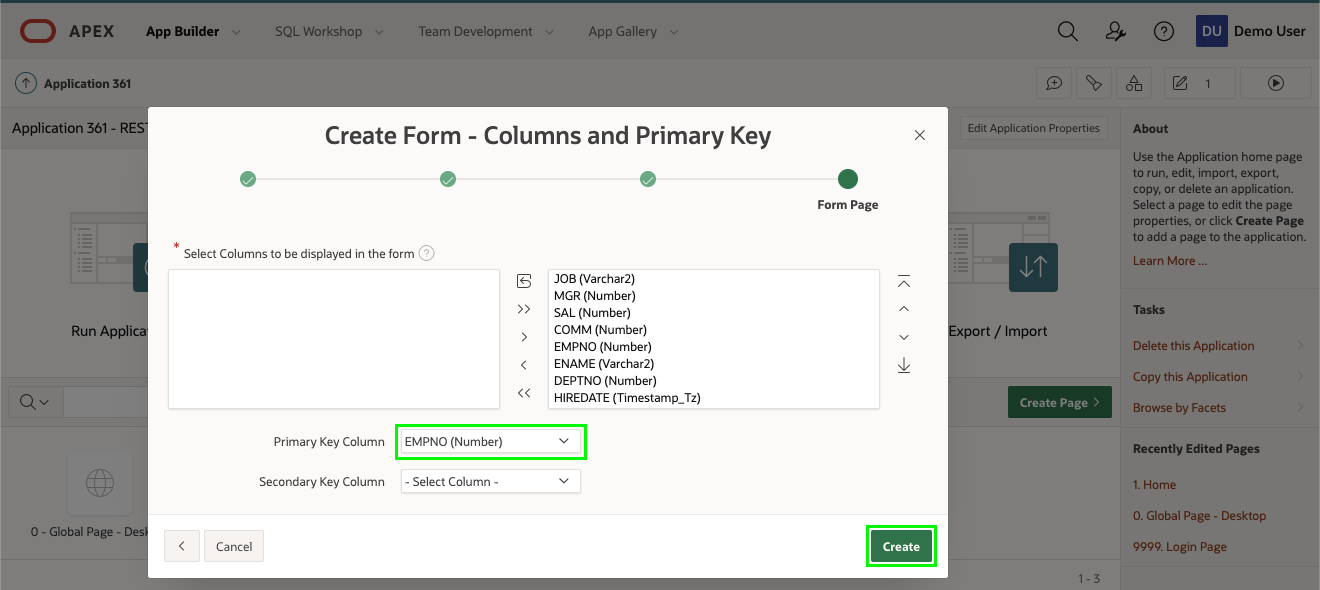 APEX App Builder SQL Workshop Team Development App Gallery DU Demo User
Application 361 1
Application 361 - REST Edit Application Properties
Create Form - Columns and Primary Key
Form Page
* Select Columns to be displayed in the form ?
JOB (Varchar2)
MGR (Number)
SAL (Number)
COMM (Number)
EMPNO (Number)
ENAME (Varchar2)
DEPTNO (Number)
HIREDATE (Timestamp_Tz)
Primary Key Column EMPNO (Number)
Secondary Key Column - Select Column -
Cancel Create
Run Applica
Export / Import
Create Page
0 - Global Page - Desk
1 - 3
About
Use the Application home page
to run, edit, import, export,
copy, or delete an application.
Select a page to edit the page
properties, or click Create Page
to add a page to the application.
Learn More ...
Tasks
Delete this Application
Copy this Application
Browse by Facets
Recently Edited Pages
1. Home
0. Global Page - Desktop
9999. Login Page